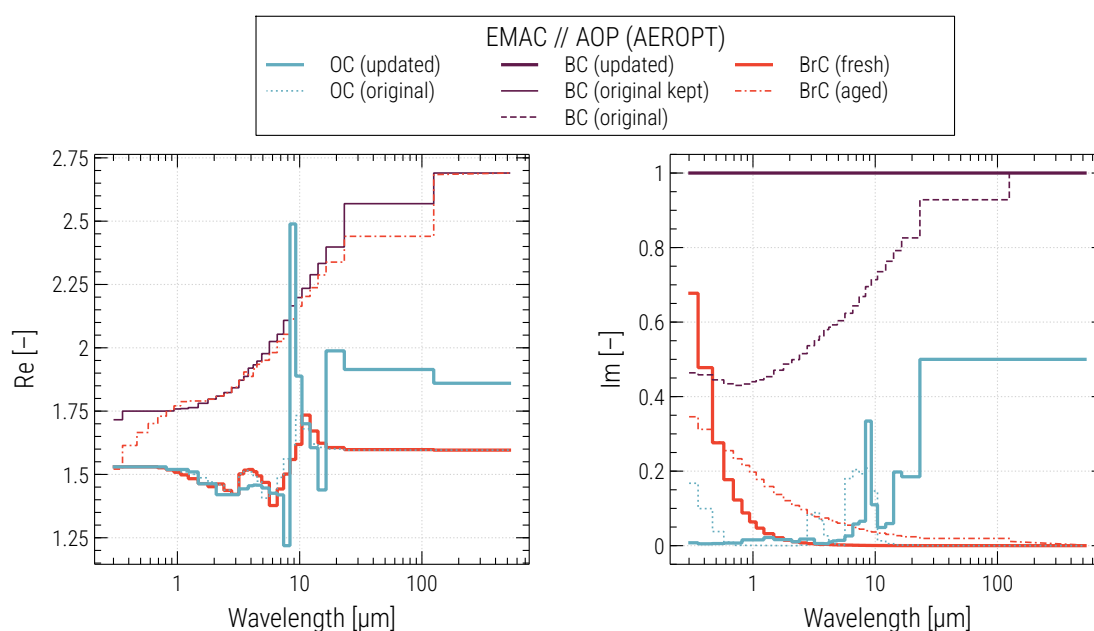 EMAC // AOP (AEROPT)
OC (updated) BC (updated) BrC (fresh)
OC (original) BC (original kept) BrC (aged)
BC (original)
2.75
2.5
2.25
2
1.75
1.5
1.25
Re [−]
1 10 100
Wavelength [µm]
1
0.8
0.6
0.4
0.2
0
Im [−]
1 10 100
Wavelength [µm]